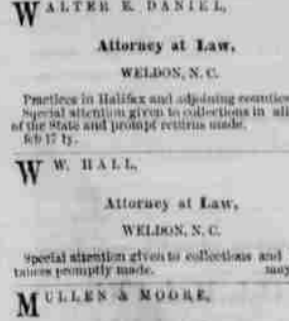 WALTER E. DANIEL,
Attorney at Law,
WELDON, N. C.
Practices in Halifax and adjoining counties
Special attention given to collections in all
of the State and prompt returns made.
feb 17 ly.
W. W. HALL,
Attorney at Law,
WELDON, N. C.
Special attention given to collections and
tances promptly made. may
MULLEN & MOORE,